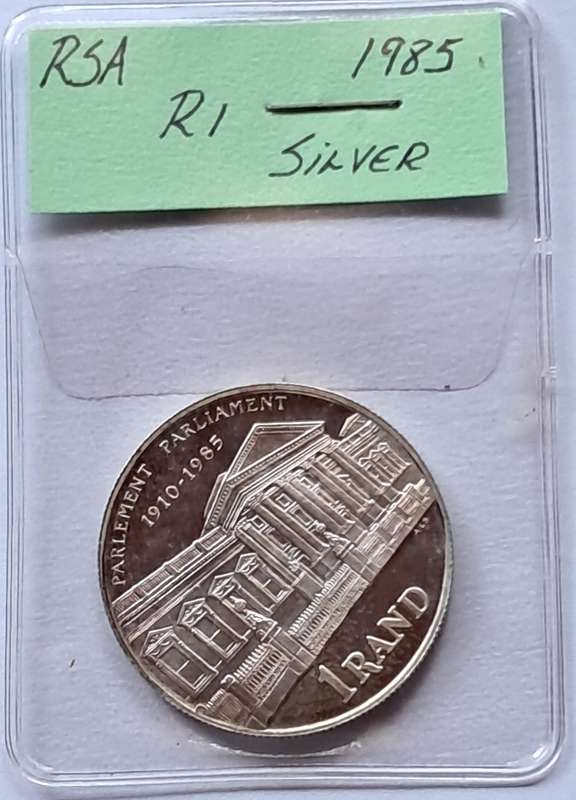 RSA 1985
R1
SILVER
PARLEMENT PARLIAMENT
1910-1985
1 RAND